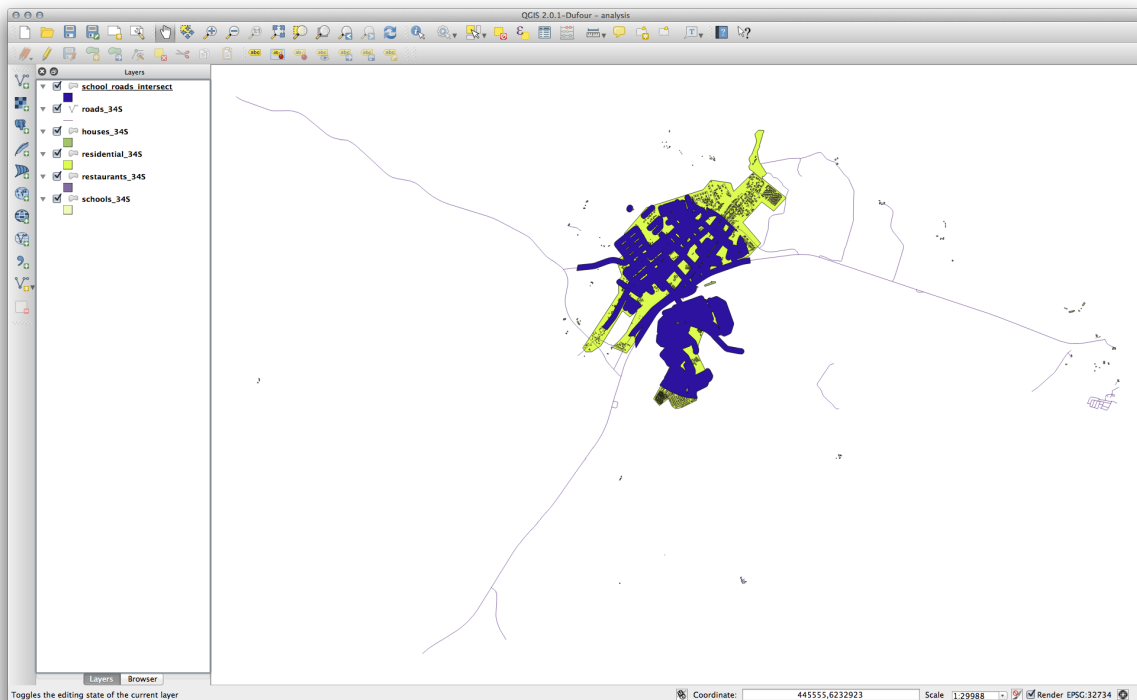 QGIS 2.0.1-Dufour - analysis
Layers
school_roads_intersect
roads_34S
houses_34S
residential_34S
restaurants_34S
schools_34S
Layers Browser
Toggles the editing state of the current layer Coordinate: 445555,6232923 Scale 1:29988 Render EPSG:32734